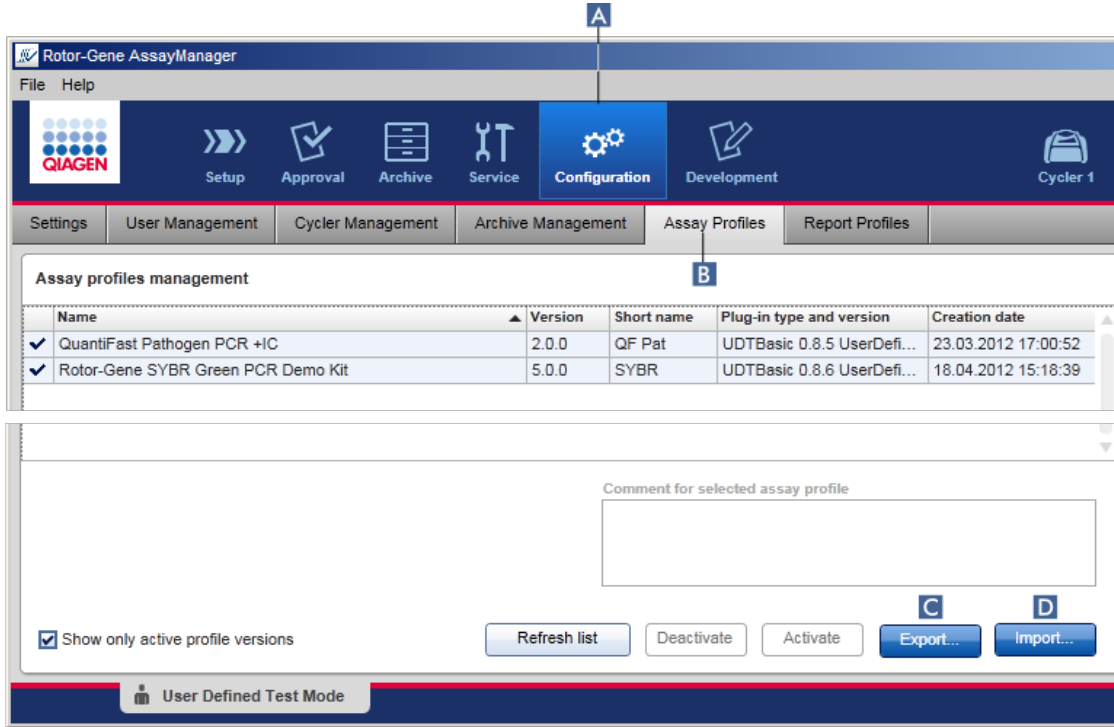 A
Rotor-Gene AssayManager
File Help
QIAGEN
Setup Approval Archive Service Configuration Development Cycler 1
Settings User Management Cycler Management Archive Management Assay Profiles Report Profiles
B
Assay profiles management
Name Version Short name Plug-in type and version Creation date
QuantiFast Pathogen PCR +IC 2.0.0 QF Pat UDTBasic 0.8.5 UserDefi... 23.03.2012 17:00:52
Rotor-Gene SYBR Green PCR Demo Kit 5.0.0 SYBR UDTBasic 0.8.6 UserDefi... 18.04.2012 15:18:39
Comment for selected assay profile
C D
Show only active profile versions Refresh list Deactivate Activate Export... Import...
User Defined Test Mode